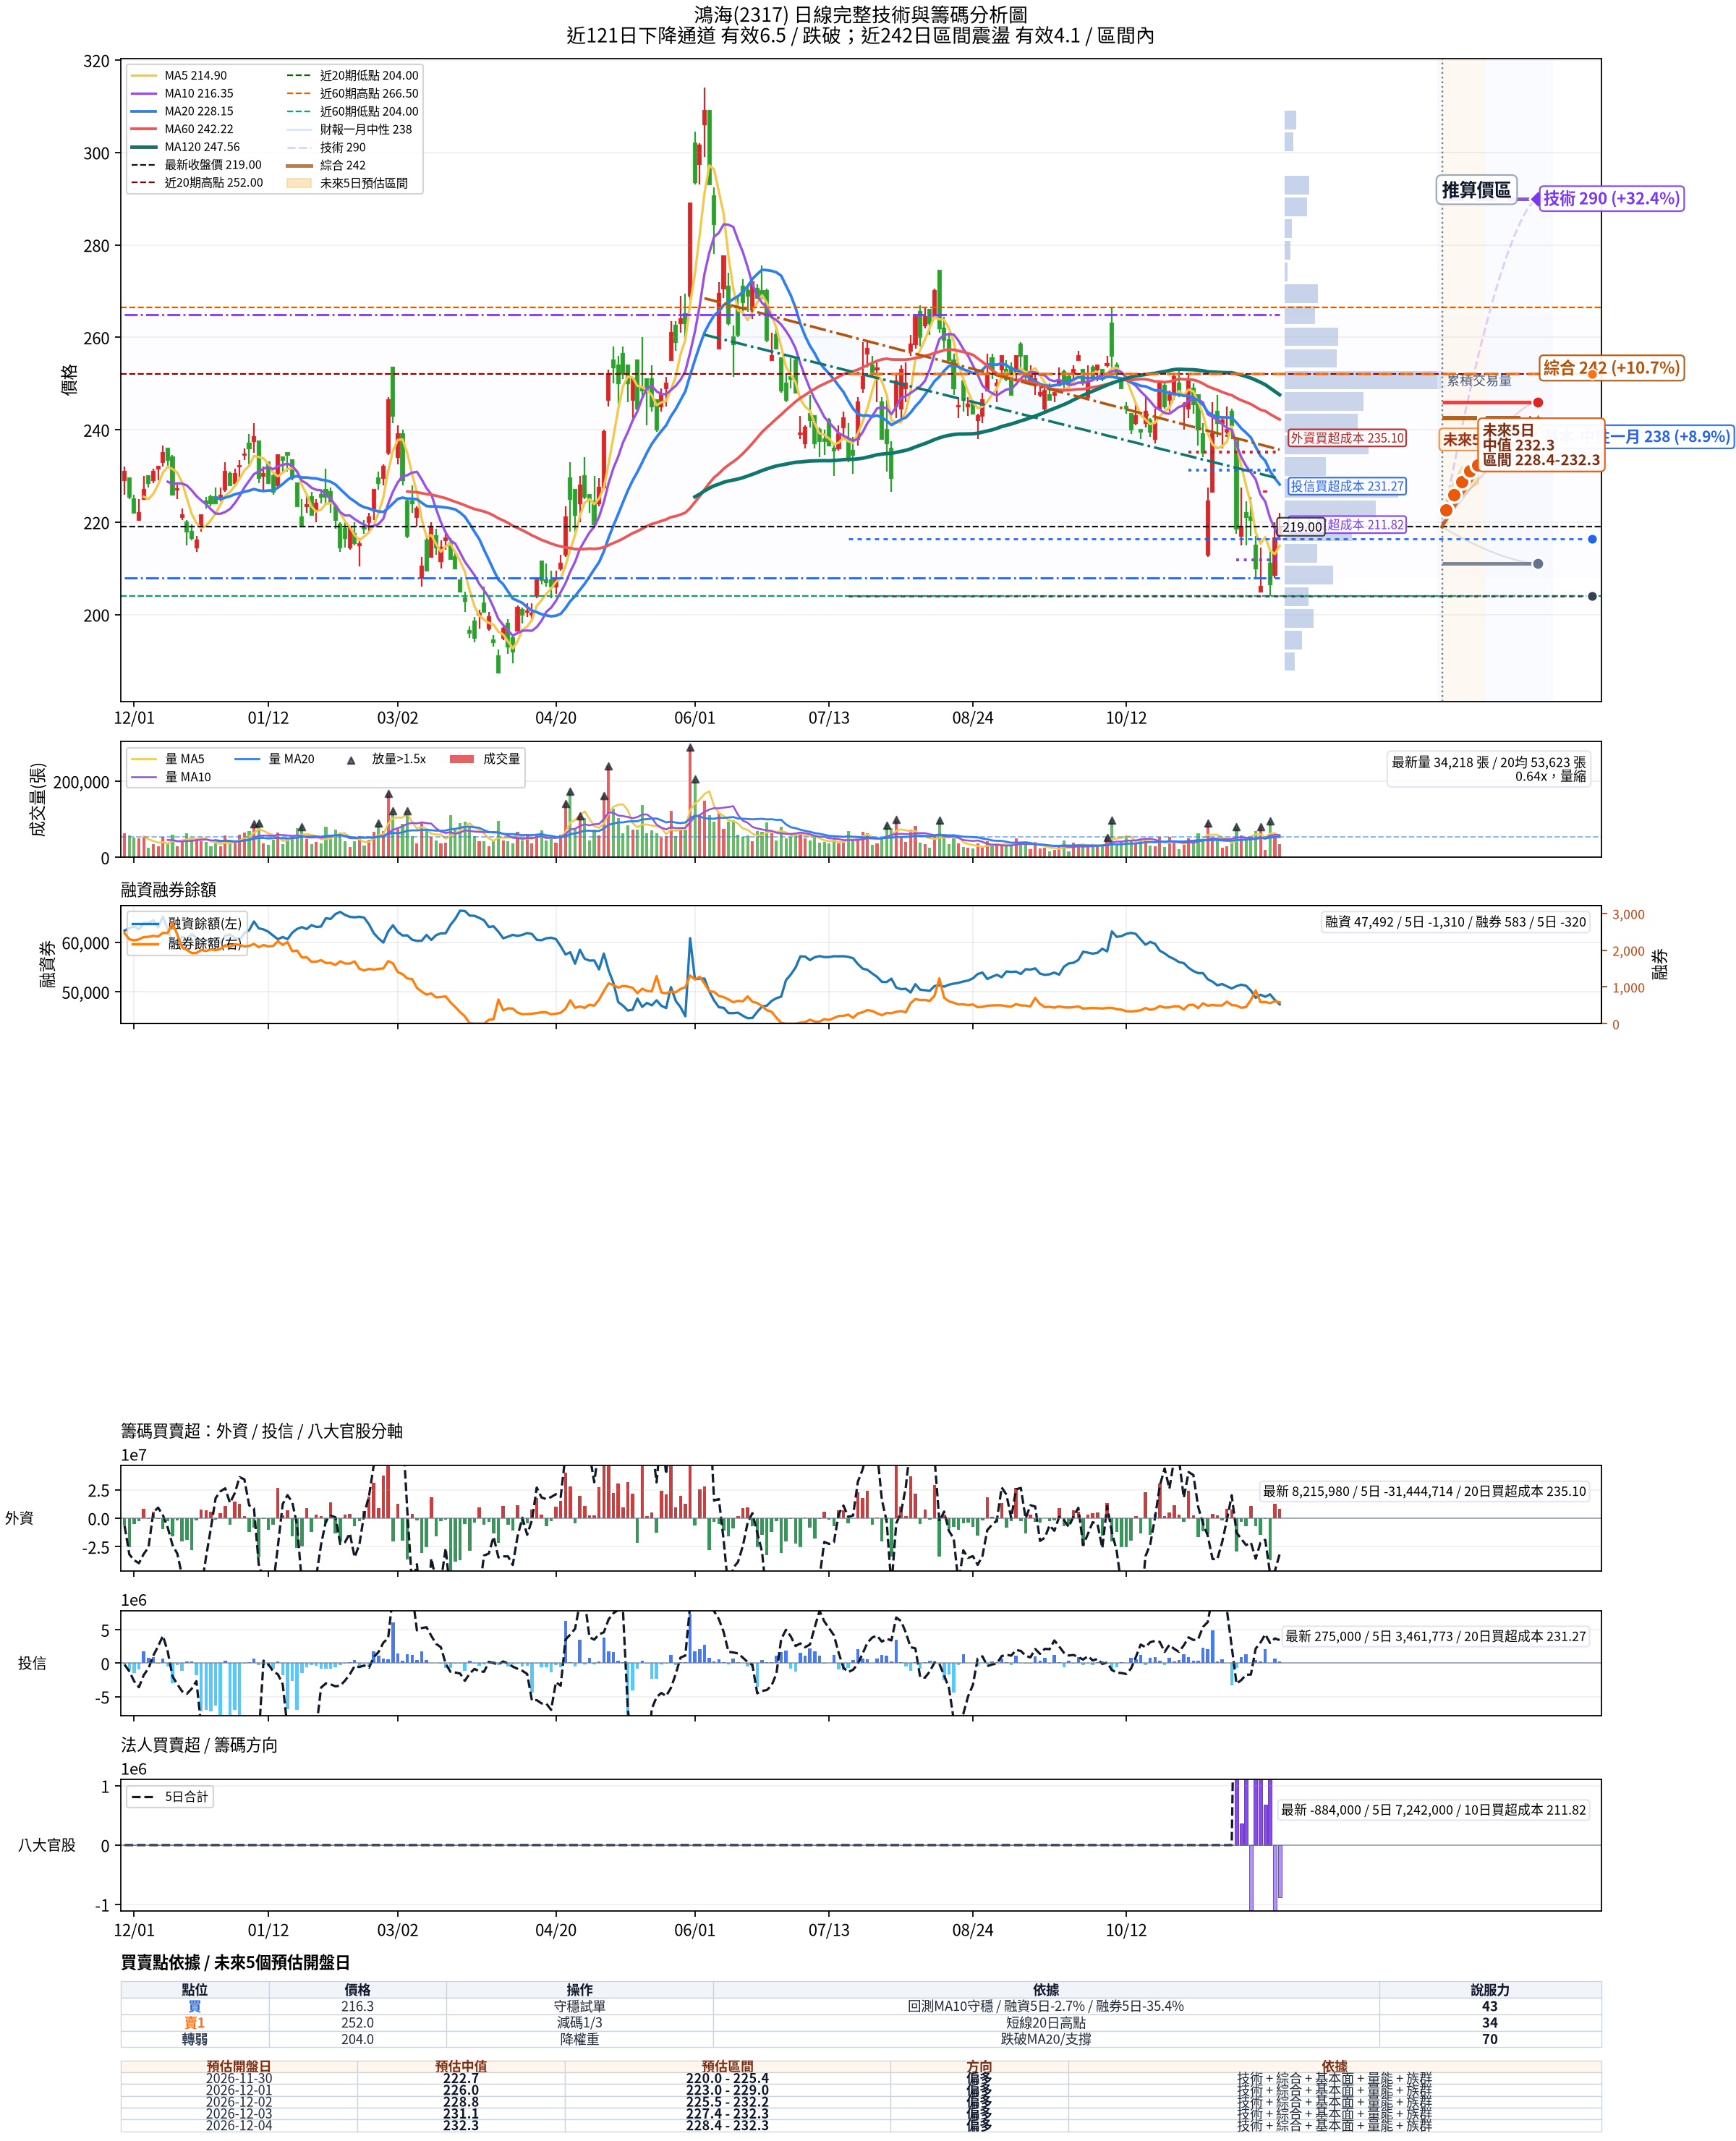 鴻海(2317) 日線完整技術與籌碼分析圖
近121日下降通道 有效6.5 / 跌破；近242日區間震盪 有效4.1 / 區間內
價格
320
300
280
260
240
220
200
MA5 214.90
MA10 216.35
MA20 228.15
MA60 242.22
MA120 247.56
最新收盤價 219.00
近20期高點 252.00
近20期低點 204.00
近60期高點 266.50
近60期低點 204.00
財報一月中性 238
技術 290
綜合 242
未來5日預估區間
推算價區
技術 290 (+32.4%)
綜合 242 (+10.7%)
累積交易量
外資買超成本 235.10
未來5
未來5日
中值 232.3
區間 228.4-232.3
性一月 238 (+8.9%)
投信買超成本 231.27
219.00
超成本 211.82
12/01 01/12 03/02 04/20 06/01 07/13 08/24 10/12
成交量(張)
200,000
0
量 MA5
量 MA10
量 MA20
放量>1.5x
成交量
最新量 34,218 張 / 20均 53,623 張
0.64x，量縮
融資融券餘額
融資券
60,000
50,000
融資餘額(左)
融券餘額(右)
融資 47,492 / 5日 -1,310 / 融券 583 / 5日 -320
3,000
2,000
1,000
0
融券
籌碼買賣超：外資 / 投信 / 八大官股分軸
1e7
外資
2.5
0.0
-2.5
最新 8,215,980 / 5日 -31,444,714 / 20日買超成本 235.10
1e6
投信
5
0
-5
最新 275,000 / 5日 3,461,773 / 20日買超成本 231.27
法人買賣超 / 籌碼方向
1e6
八大官股
1
0
-1
5日合計
最新 -884,000 / 5日 7,242,000 / 10日買超成本 211.82
12/01 01/12 03/02 04/20 06/01 07/13 08/24 10/12
買賣點依據 / 未來5個預估開盤日
點位 價格 操作 依據 說服力
買 216.3 守穩試單 回測MA10守穩 / 融資5日-2.7% / 融券5日-35.4% 43
賣1 252.0 減碼1/3 短線20日高點 34
轉弱 204.0 降權重 跌破MA20/支撐 70
預估開盤日 預估中值 預估區間 方向 依據
2026-11-30 222.7 220.0 - 225.4 偏多 技術 + 綜合 + 基本面 + 量能 + 族群
2026-12-01 226.0 223.0 - 229.0 偏多 技術 + 綜合 + 基本面 + 量能 + 族群
2026-12-02 228.8 225.5 - 232.2 偏多 技術 + 綜合 + 基本面 + 量能 + 族群
2026-12-03 231.1 227.4 - 232.3 偏多 技術 + 綜合 + 基本面 + 量能 + 族群
2026-12-04 232.3 228.4 - 232.3 偏多 技術 + 綜合 + 基本面 + 量能 + 族群